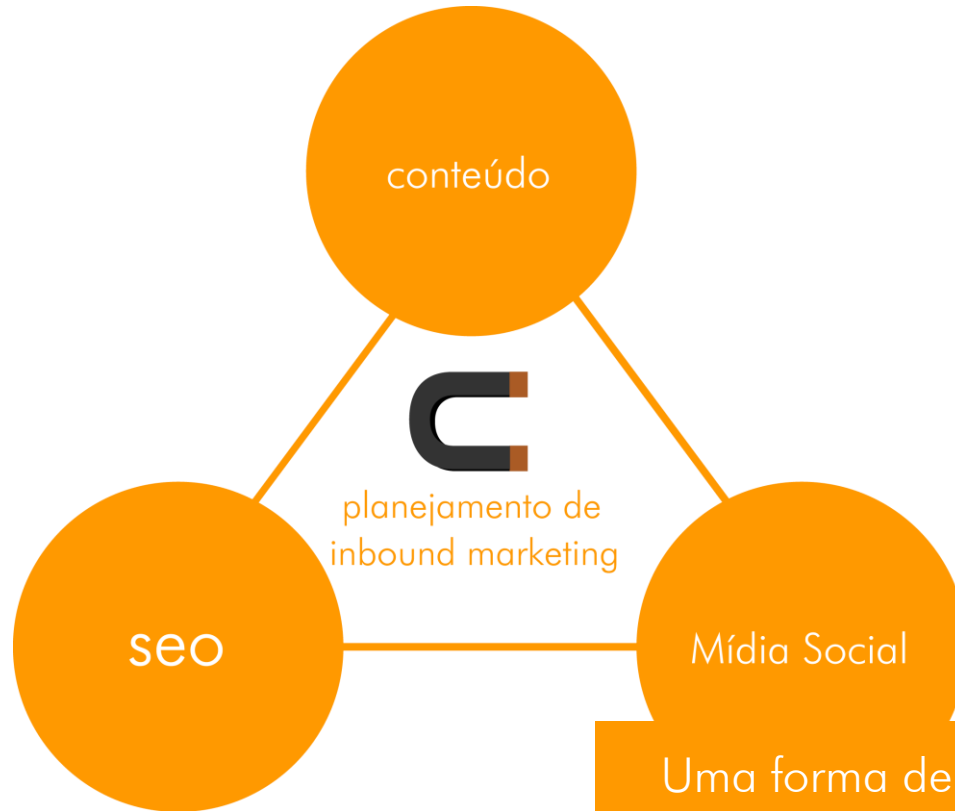 conteúdo
planejamento de
inbound marketing
seo
Mídia Social
Uma forma de